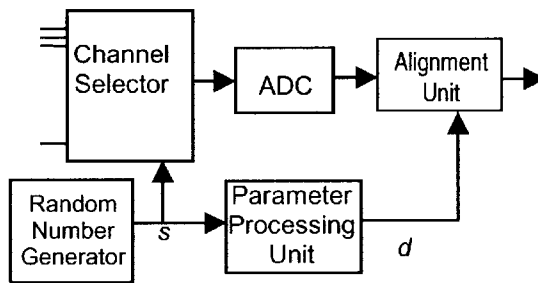 Channel
Selector
ADC
Alignment
Unit
Random
Number
Generator
s
Parameter
Processing
Unit
d